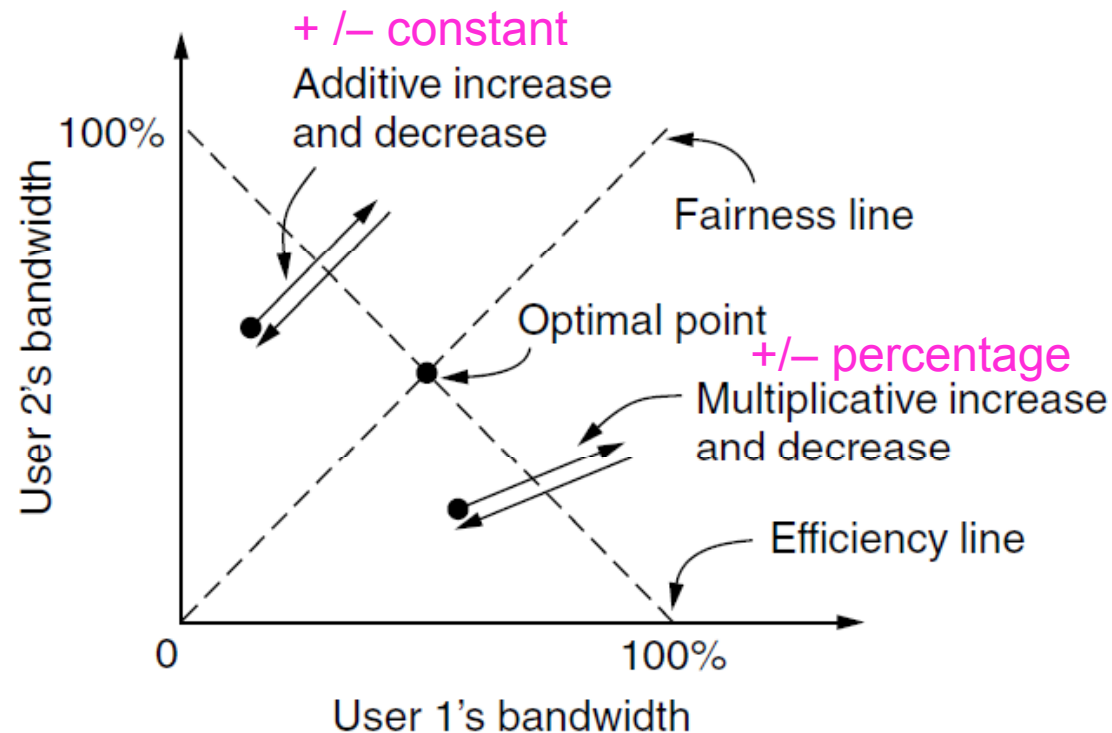 + /– constant
Additive increase
and decrease
100%
User 2's bandwidth
Fairness line
Optimal point
+/– percentage
Multiplicative increase
and decrease
Efficiency line
0
100%
User 1's bandwidth